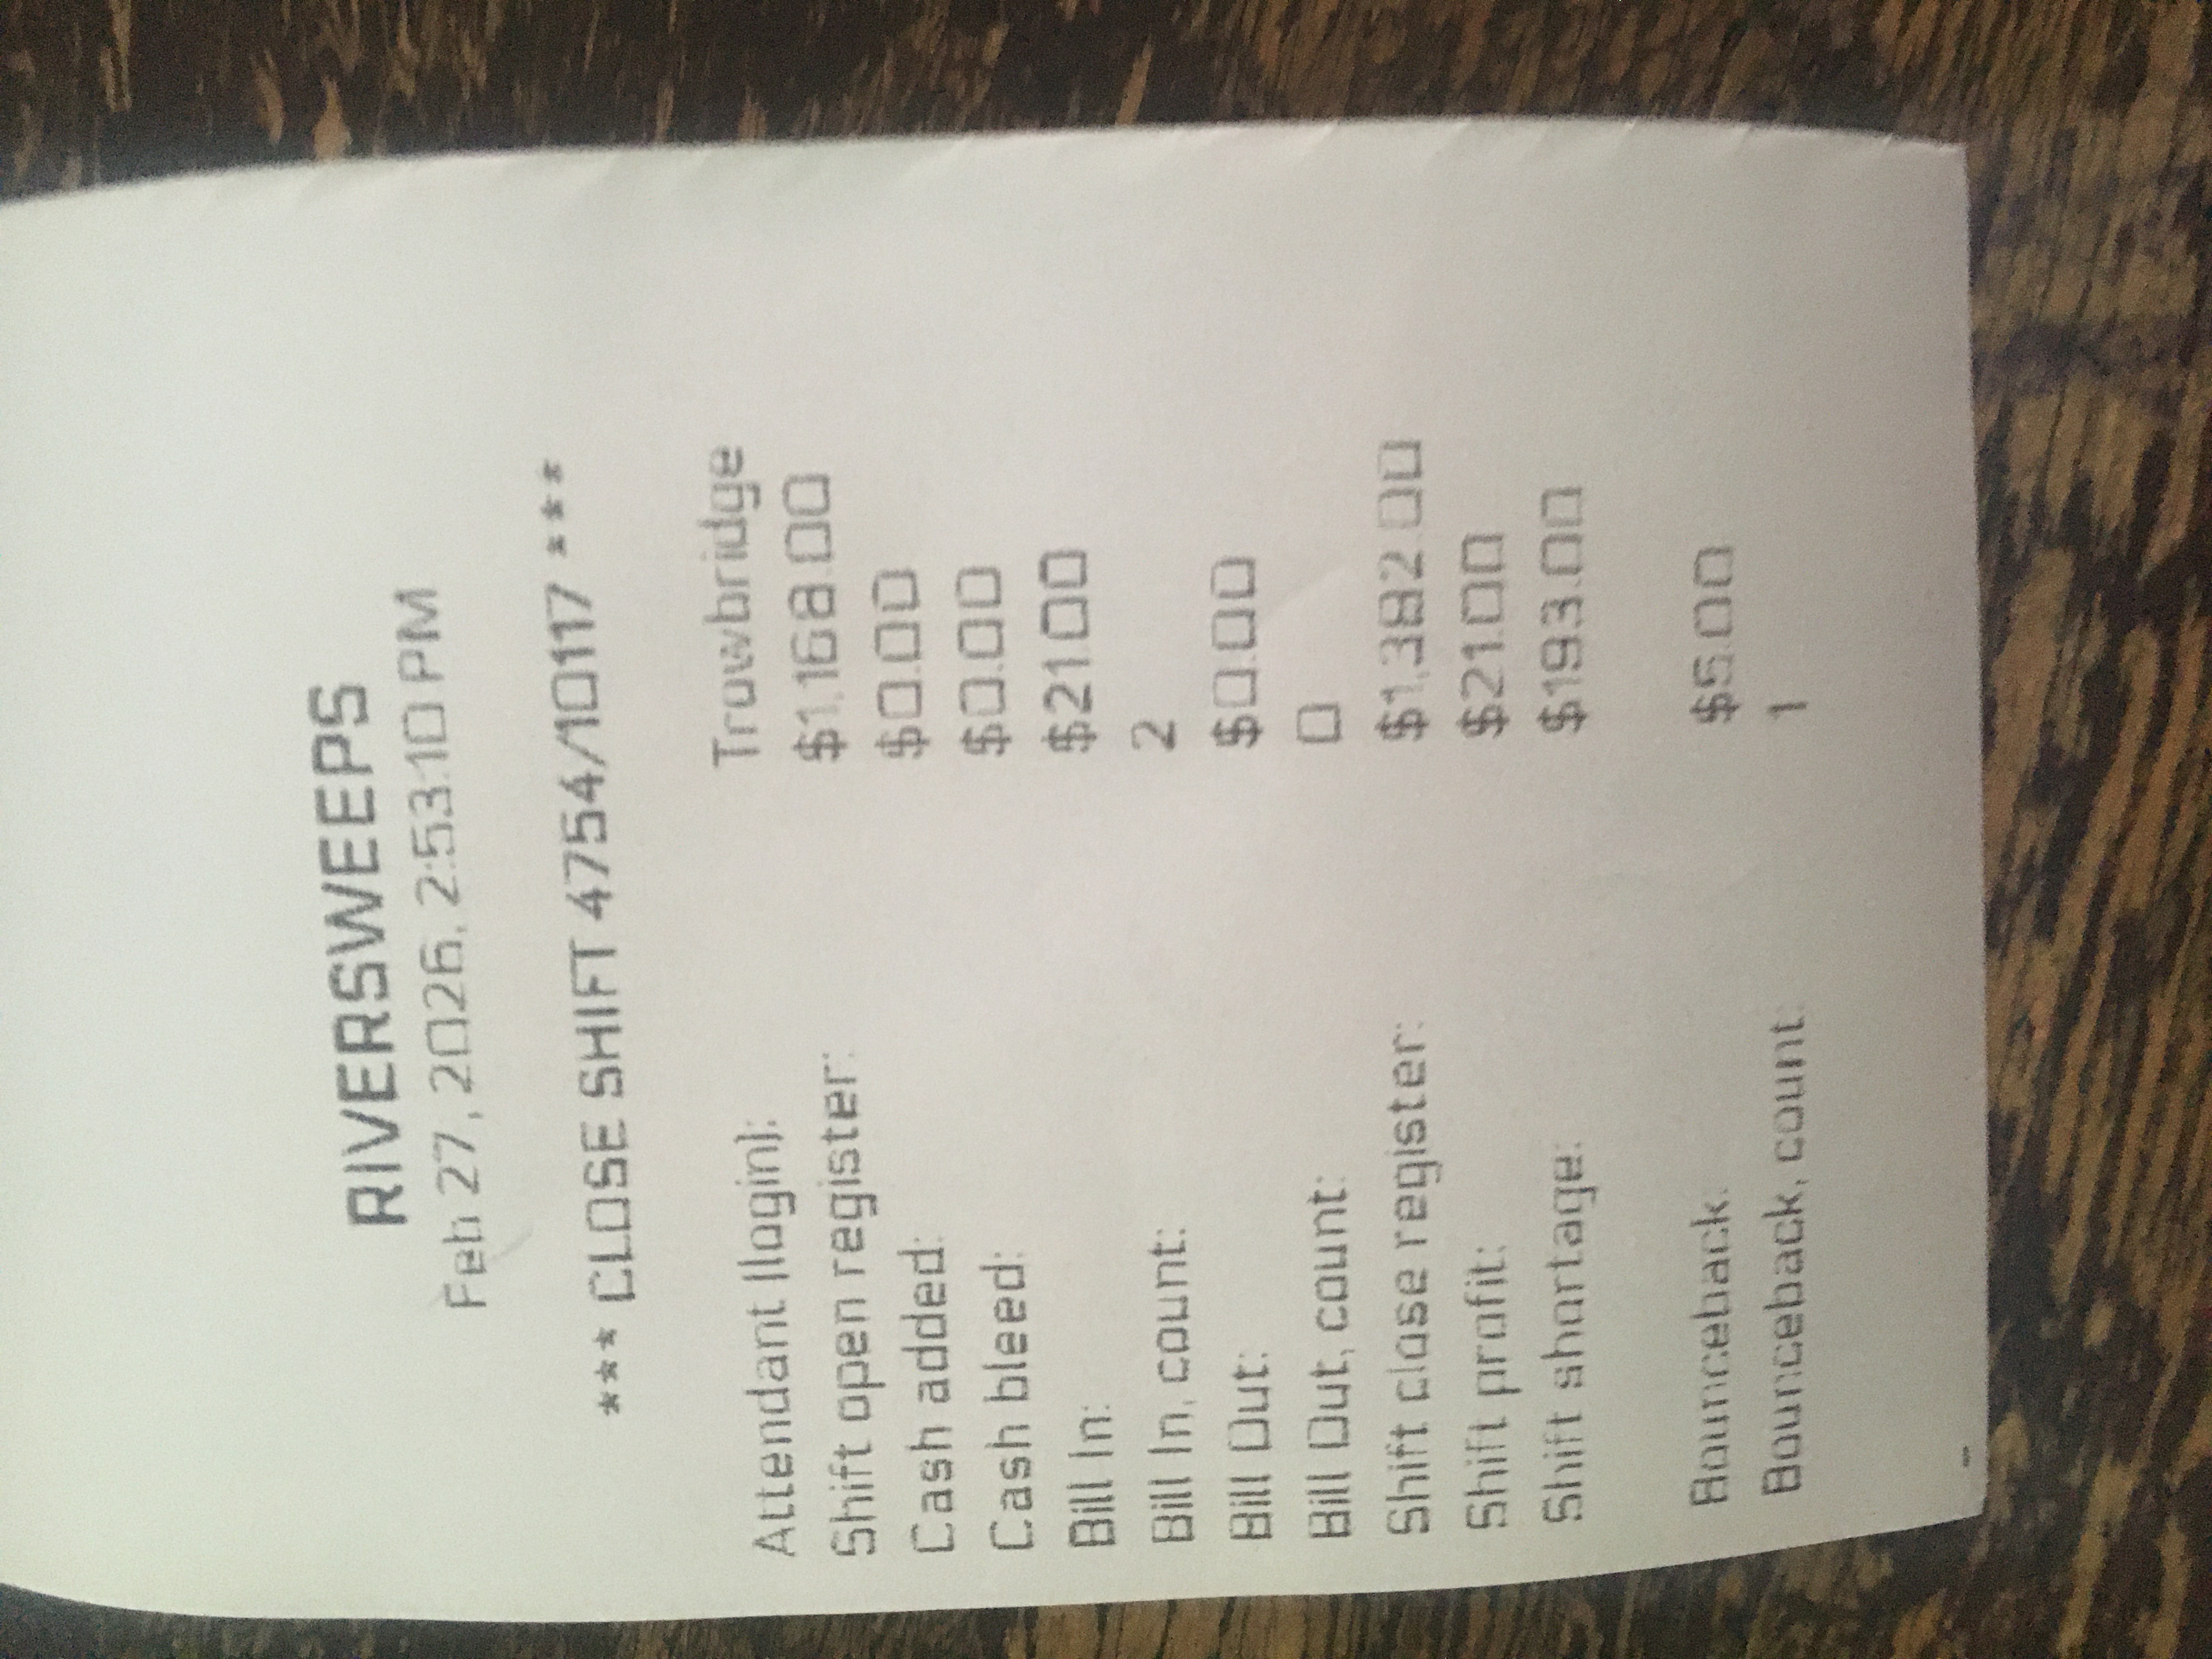 RIVERSWEEPS
Feb 27, 2026, 2:53:10 PM
*** CLOSE SHIFT 4754/10117 ***
Attendant (login): Trowbridge
Shift open register: $1,168.00
Cash added: $0.00
Cash bleed: $0.00
Bill In: $21.00
Bill In, count: 2
Bill Out: $0.00
Bill Out, count: 0
Shift close register: $1,382.00
Shift profit: $21.00
Shift shortage: $193.00
Bounceback: $5.00
Bounceback, count: 1